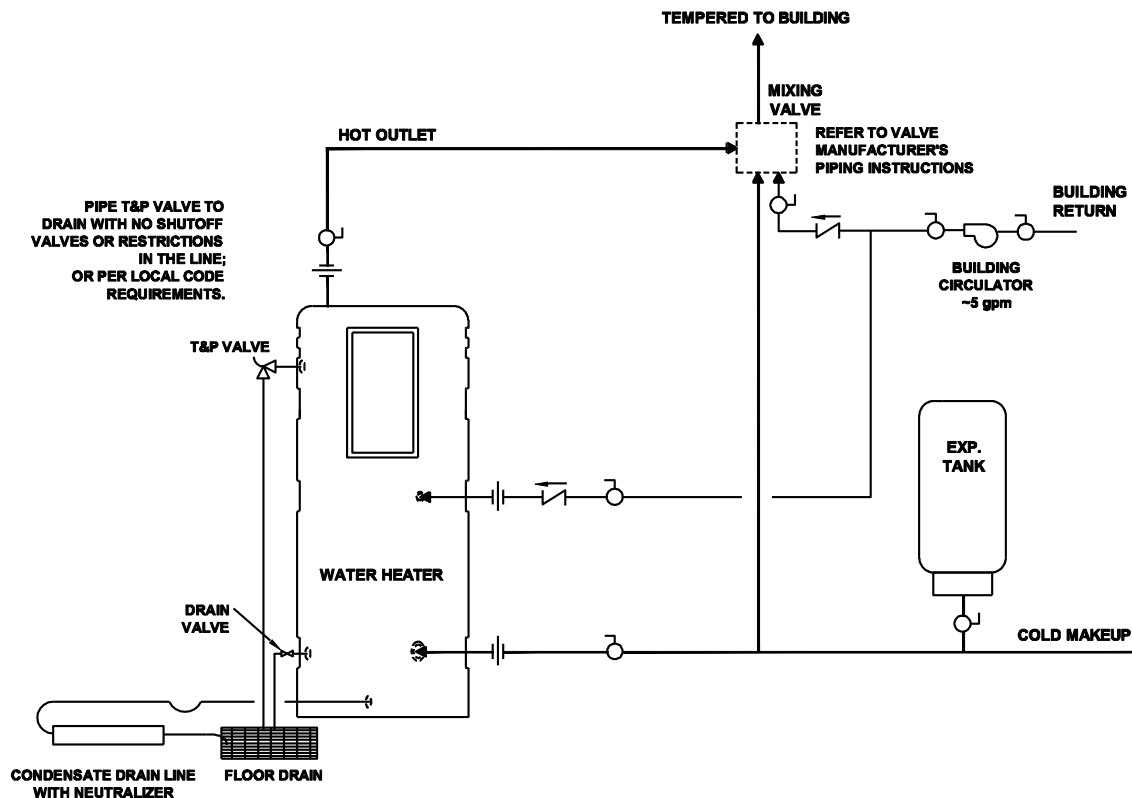 TEMPERED TO BUILDING
MIXING
VALVE
HOT OUTLET
REFER TO VALVE
MANUFACTURER'S
PIPING INSTRUCTIONS
BUILDING
RETURN
PIPE T&P VALVE TO
DRAIN WITH NO SHUTOFF
VALVES OR RESTRICTIONS
IN THE LINE;
OR PER LOCAL CODE
REQUIREMENTS.
BUILDING
CIRCULATOR
~5 gpm
T&P VALVE
EXP.
TANK
WATER HEATER
DRAIN
VALVE
COLD MAKEUP
CONDENSATE DRAIN LINE
WITH NEUTRALIZER
FLOOR DRAIN